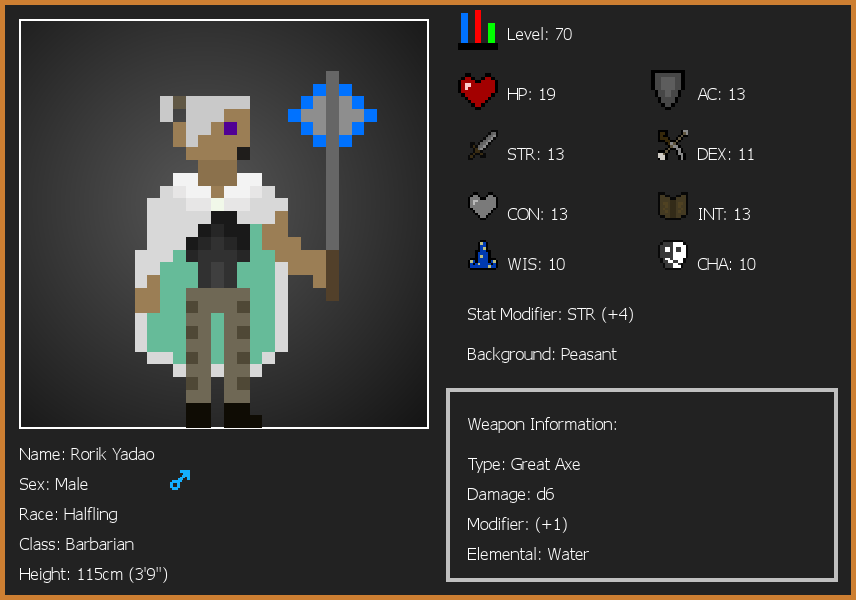 Level: 70
HP: 19
AC: 13
STR: 13
DEX: 11
CON: 13
INT: 13
WIS: 10
CHA: 10
Stat Modifier: STR (+4)
Background: Peasant
Weapon Information:
Type: Great Axe
Damage: d6
Modifier: (+1)
Elemental: Water
Name: Rorik Yadao
Sex: Male
Race: Halfling
Class: Barbarian
Height: 115cm (3'9")